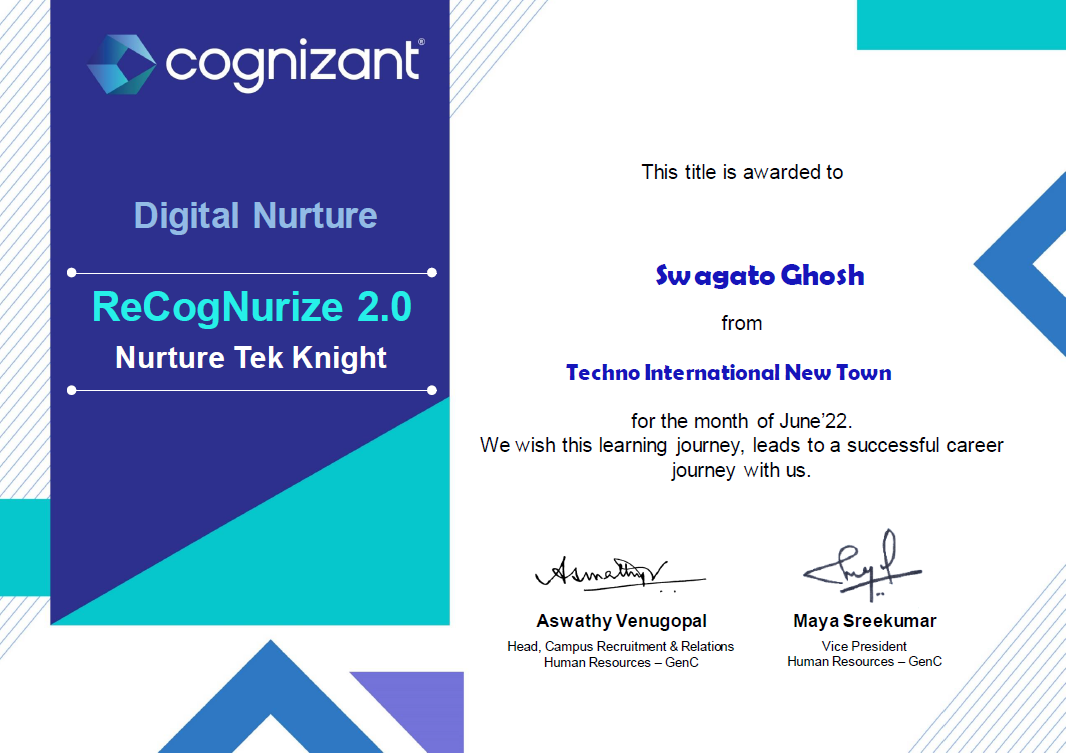 cognizant®
Digital Nurture
ReCogNurize 2.0
Nurture Tek Knight
This title is awarded to
Swagato Ghosh
from
Techno International New Town
for the month of June’22.
We wish this learning journey, leads to a successful career
journey with us.
Aswathy V
Aswathy Venugopal
Head, Campus Recruitment & Relations
Human Resources – GenC
Maya Sreekumar
Vice President
Human Resources – GenC